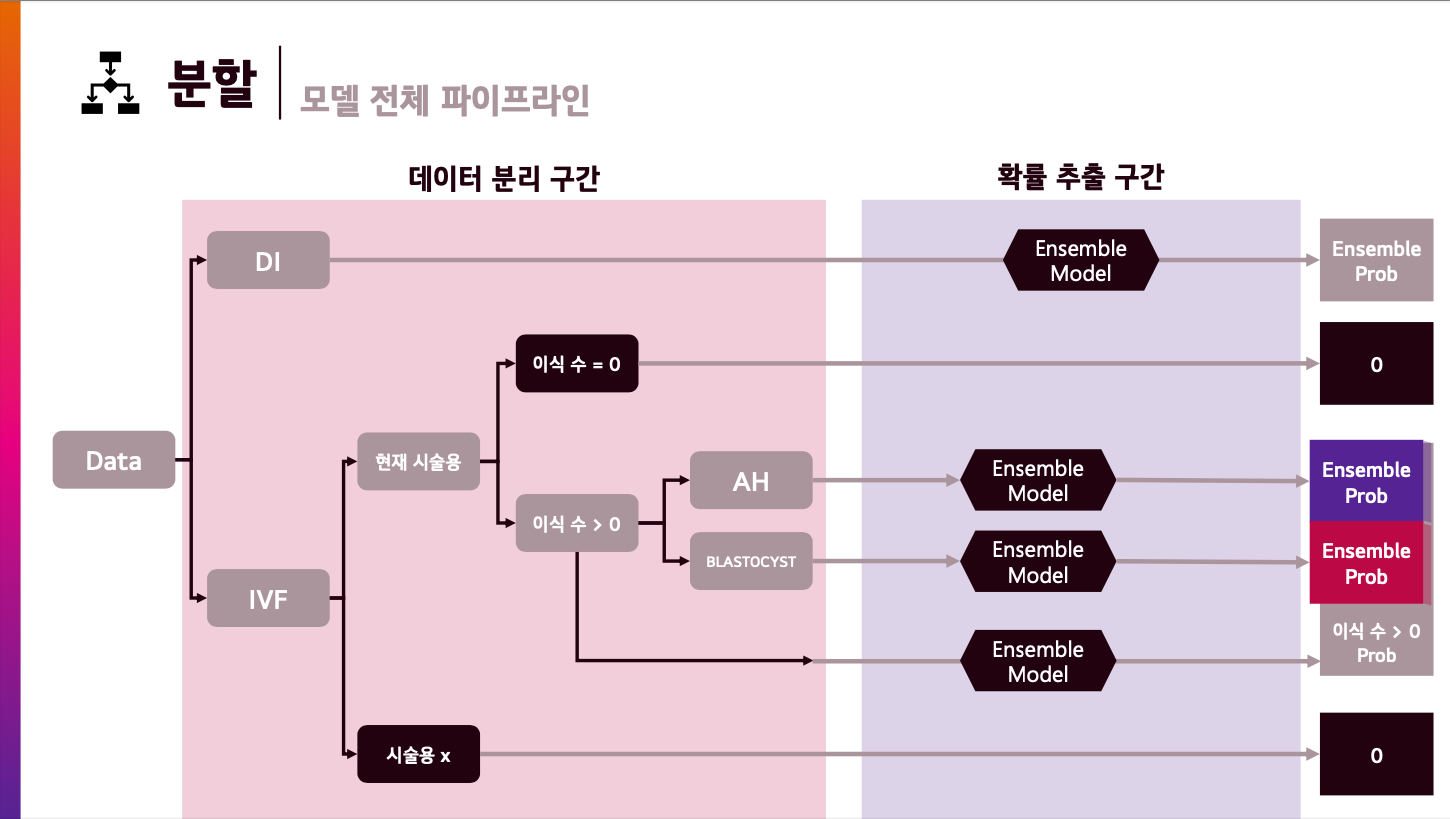 분할
모델 전체 파이프라인
데이터 분리 구간
확률 추출 구간
DI
Ensemble
Model
Ensemble
Prob
이식 수 = 0
0
Data
현재 시술용
이식 수 > 0
AH
Ensemble
Model
Ensemble
Prob
BLASTOCYST
Ensemble
Model
Ensemble
Prob
IVF
Ensemble
Model
이식 수 > 0
Prob
시술용 x
0